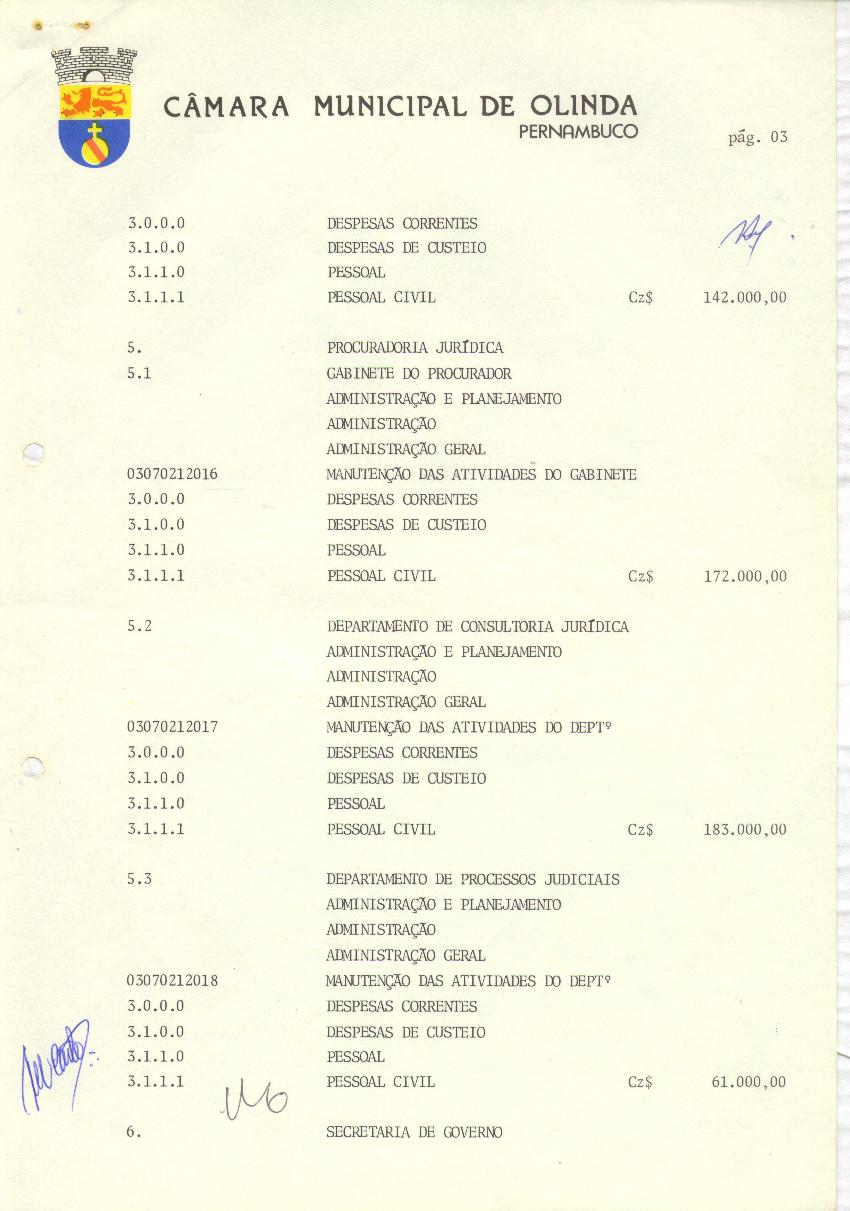 CÂMARA MUNICIPAL DE OLINDA
PERNAMBUCO
pág. 03
3.0.0.0 DESPESAS CORRENTES
3.1.0.0 DESPESAS DE CUSTEIO
3.1.1.0 PESSOAL
3.1.1.1 PESSOAL CIVIL Cz$ 142.000,00
5. PROCURADORIA JURÍDICA
5.1 GABINETE DO PROCURADOR
ADMINISTRAÇÃO E PLANEJAMENTO
ADMINISTRAÇÃO
ADMINISTRAÇÃO GERAL
03070212016 MANUTENÇÃO DAS ATIVIDADES DO GABINETE
3.0.0.0 DESPESAS CORRENTES
3.1.0.0 DESPESAS DE CUSTEIO
3.1.1.0 PESSOAL
3.1.1.1 PESSOAL CIVIL Cz$ 172.000,00
5.2 DEPARTAMENTO DE CONSULTORIA JURÍDICA
ADMINISTRAÇÃO E PLANEJAMENTO
ADMINISTRAÇÃO
ADMINISTRAÇÃO GERAL
03070212017 MANUTENÇÃO DAS ATIVIDADES DO DEPTº
3.0.0.0 DESPESAS CORRENTES
3.1.0.0 DESPESAS DE CUSTEIO
3.1.1.0 PESSOAL
3.1.1.1 PESSOAL CIVIL Cz$ 183.000,00
5.3 DEPARTAMENTO DE PROCESSOS JUDICIAIS
ADMINISTRAÇÃO E PLANEJAMENTO
ADMINISTRAÇÃO
ADMINISTRAÇÃO GERAL
03070212018 MANUTENÇÃO DAS ATIVIDADES DO DEPTº
3.0.0.0 DESPESAS CORRENTES
3.1.0.0 DESPESAS DE CUSTEIO
3.1.1.0 PESSOAL
3.1.1.1 PESSOAL CIVIL Cz$ 61.000,00
6. SECRETARIA DE GOVERNO